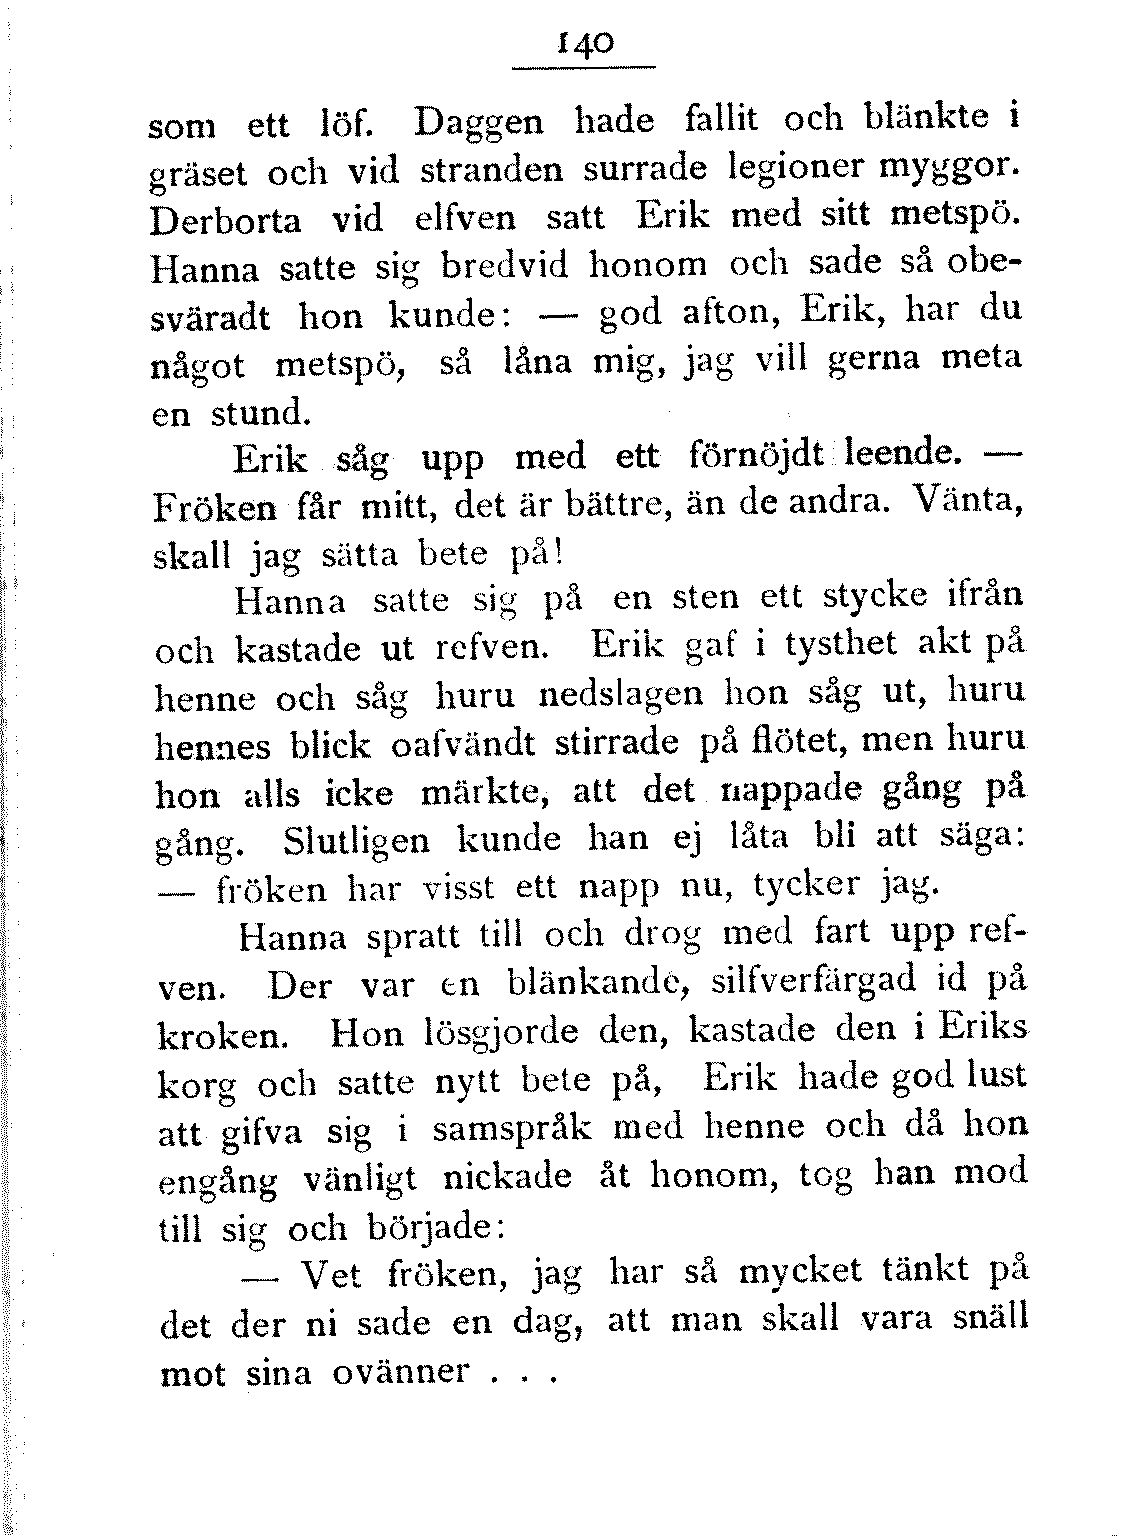 140
som ett löf. Daggen hade fallit och blänkte i
gräset och vid stranden surrade legioner myggor.
Derborta vid elfven satt Erik med sitt metspö.
Hanna satte sig bredvid honom och sade så obe-
sväradt hon kunde: — god afton, Erik, har du
något metspö, så låna mig, jag vill gerna meta
en stund.
Erik såg upp med ett förnöjdt leende. —
Fröken får mitt, det är bättre, än de andra. Vänta,
skall jag sätta bete på!
Hanna satte sig på en sten ett stycke ifrån
och kastade ut refven. Erik gaf i tysthet akt på
henne och såg huru nedslagen hon såg ut, huru
hennes blick oafvändt stirrade på flötet, men huru
hon alls icke märkte, att det nappade gång på
gång. Slutligen kunde han ej låta bli att säga:
— fröken har visst ett napp nu, tycker jag.
Hanna spratt till och drog med fart upp ref-
ven. Der var en blänkande, silfverfärgad id på
kroken. Hon lösgjorde den, kastade den i Eriks
korg och satte nytt bete på, Erik hade god lust
att gifva sig i samspråk med henne och då hon
engång vänligt nickade åt honom, tog han mod
till sig och började:
— Vet fröken, jag har så mycket tänkt på
det der ni sade en dag, att man skall vara snäll
mot sina ovänner . . .